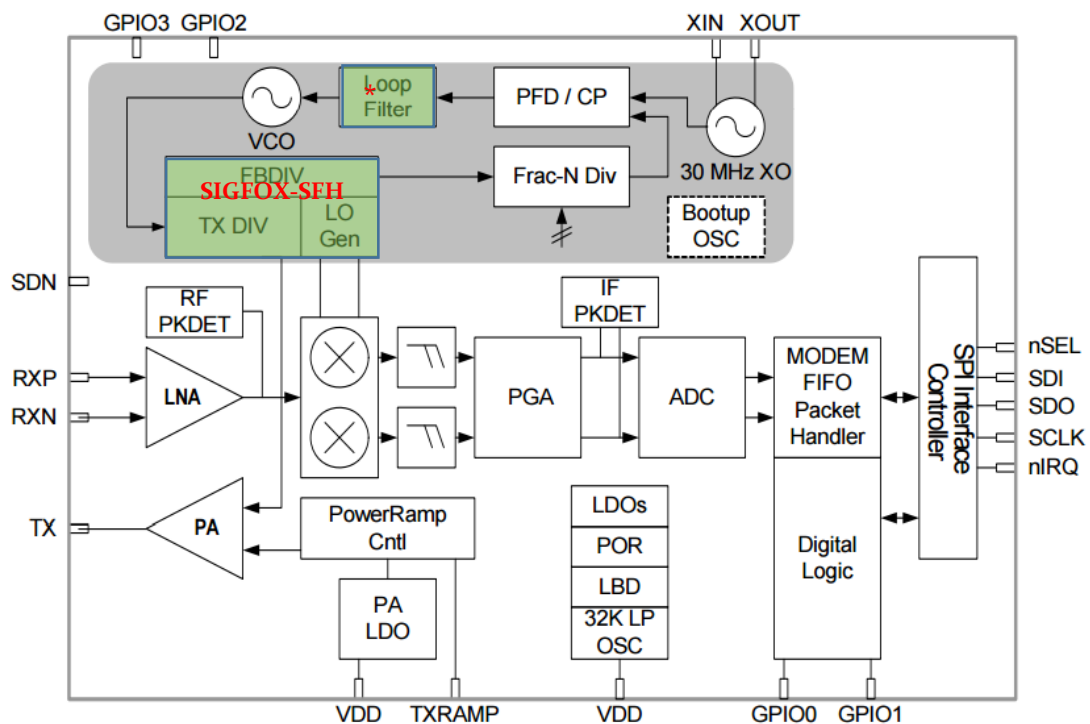 GPIO3 GPIO2
XIN XOUT
Loop
*
Filter
PFD / CP
VCO
30 MHz XO
FBDIV
SIGFOX-SFH
TX DIV
LO
Gen
Frac-N Div
Bootup
OSC
SDN
RF
PKDET
IF
PKDET
RXP
RXN
LNA
PGA
ADC
MODEM
FIFO
Packet
Handler
SPI Interface
Controller
nSEL
SDI
SDO
SCLK
nIRQ
TX
PA
PowerRamp
Cntl
PA
LDO
LDOs
POR
LBD
32K LP
OSC
Digital
Logic
VDD
TXRAMP
VDD
GPIO0
GPIO1